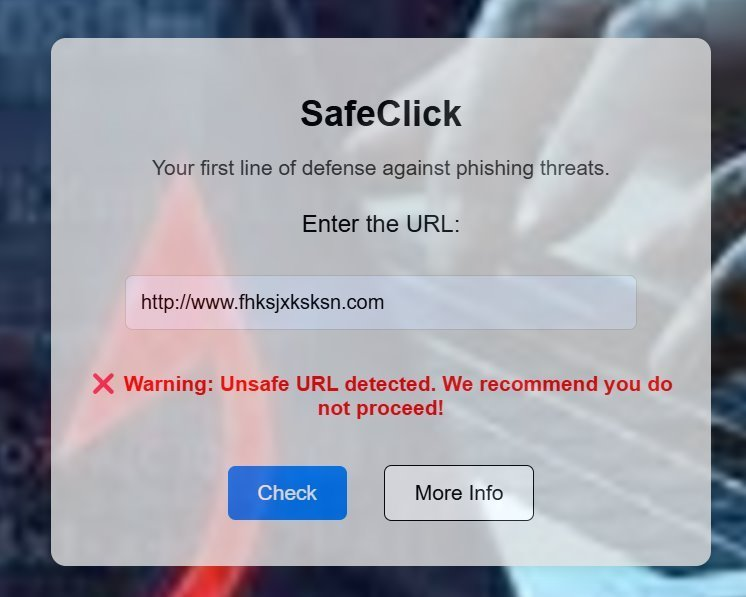 SafeClick
Your first line of defense against phishing threats.
Enter the URL:
http://www.fhksjxksksn.com
❌ Warning: Unsafe URL detected. We recommend you do
not proceed!
Check
More Info